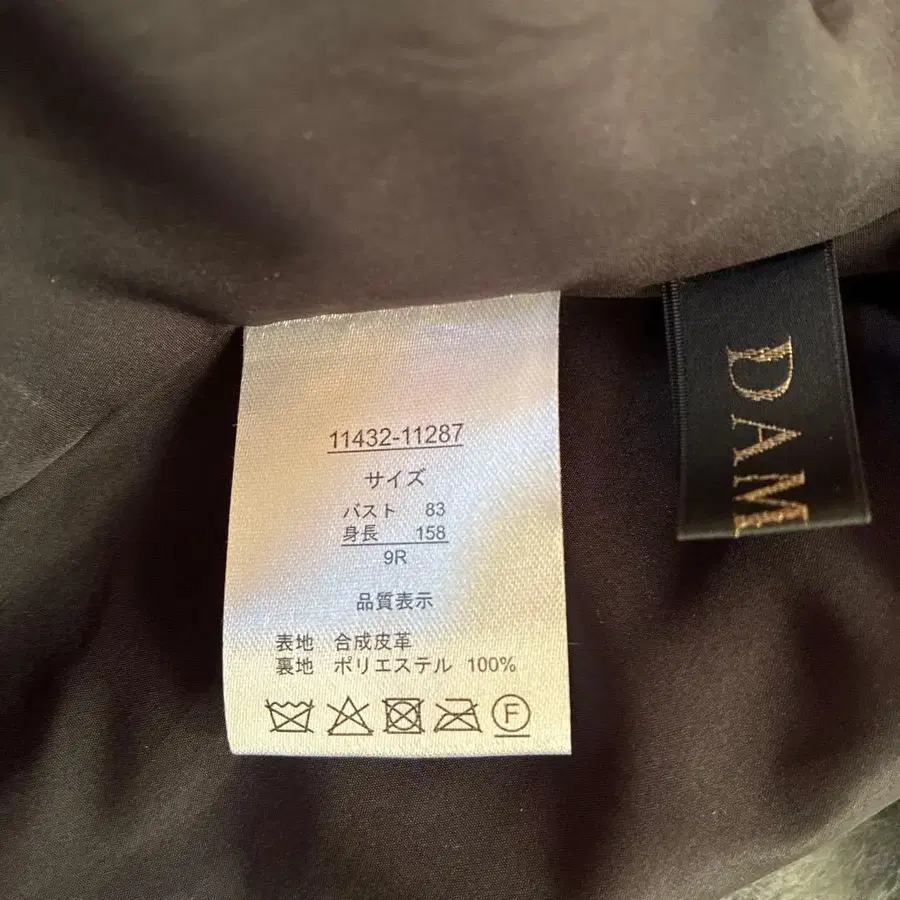 11432-11287
サイズ
バスト 83
身長 158
9R
品質表示
表地 合成皮革
裏地 ポリエステル 100%
F
DAM